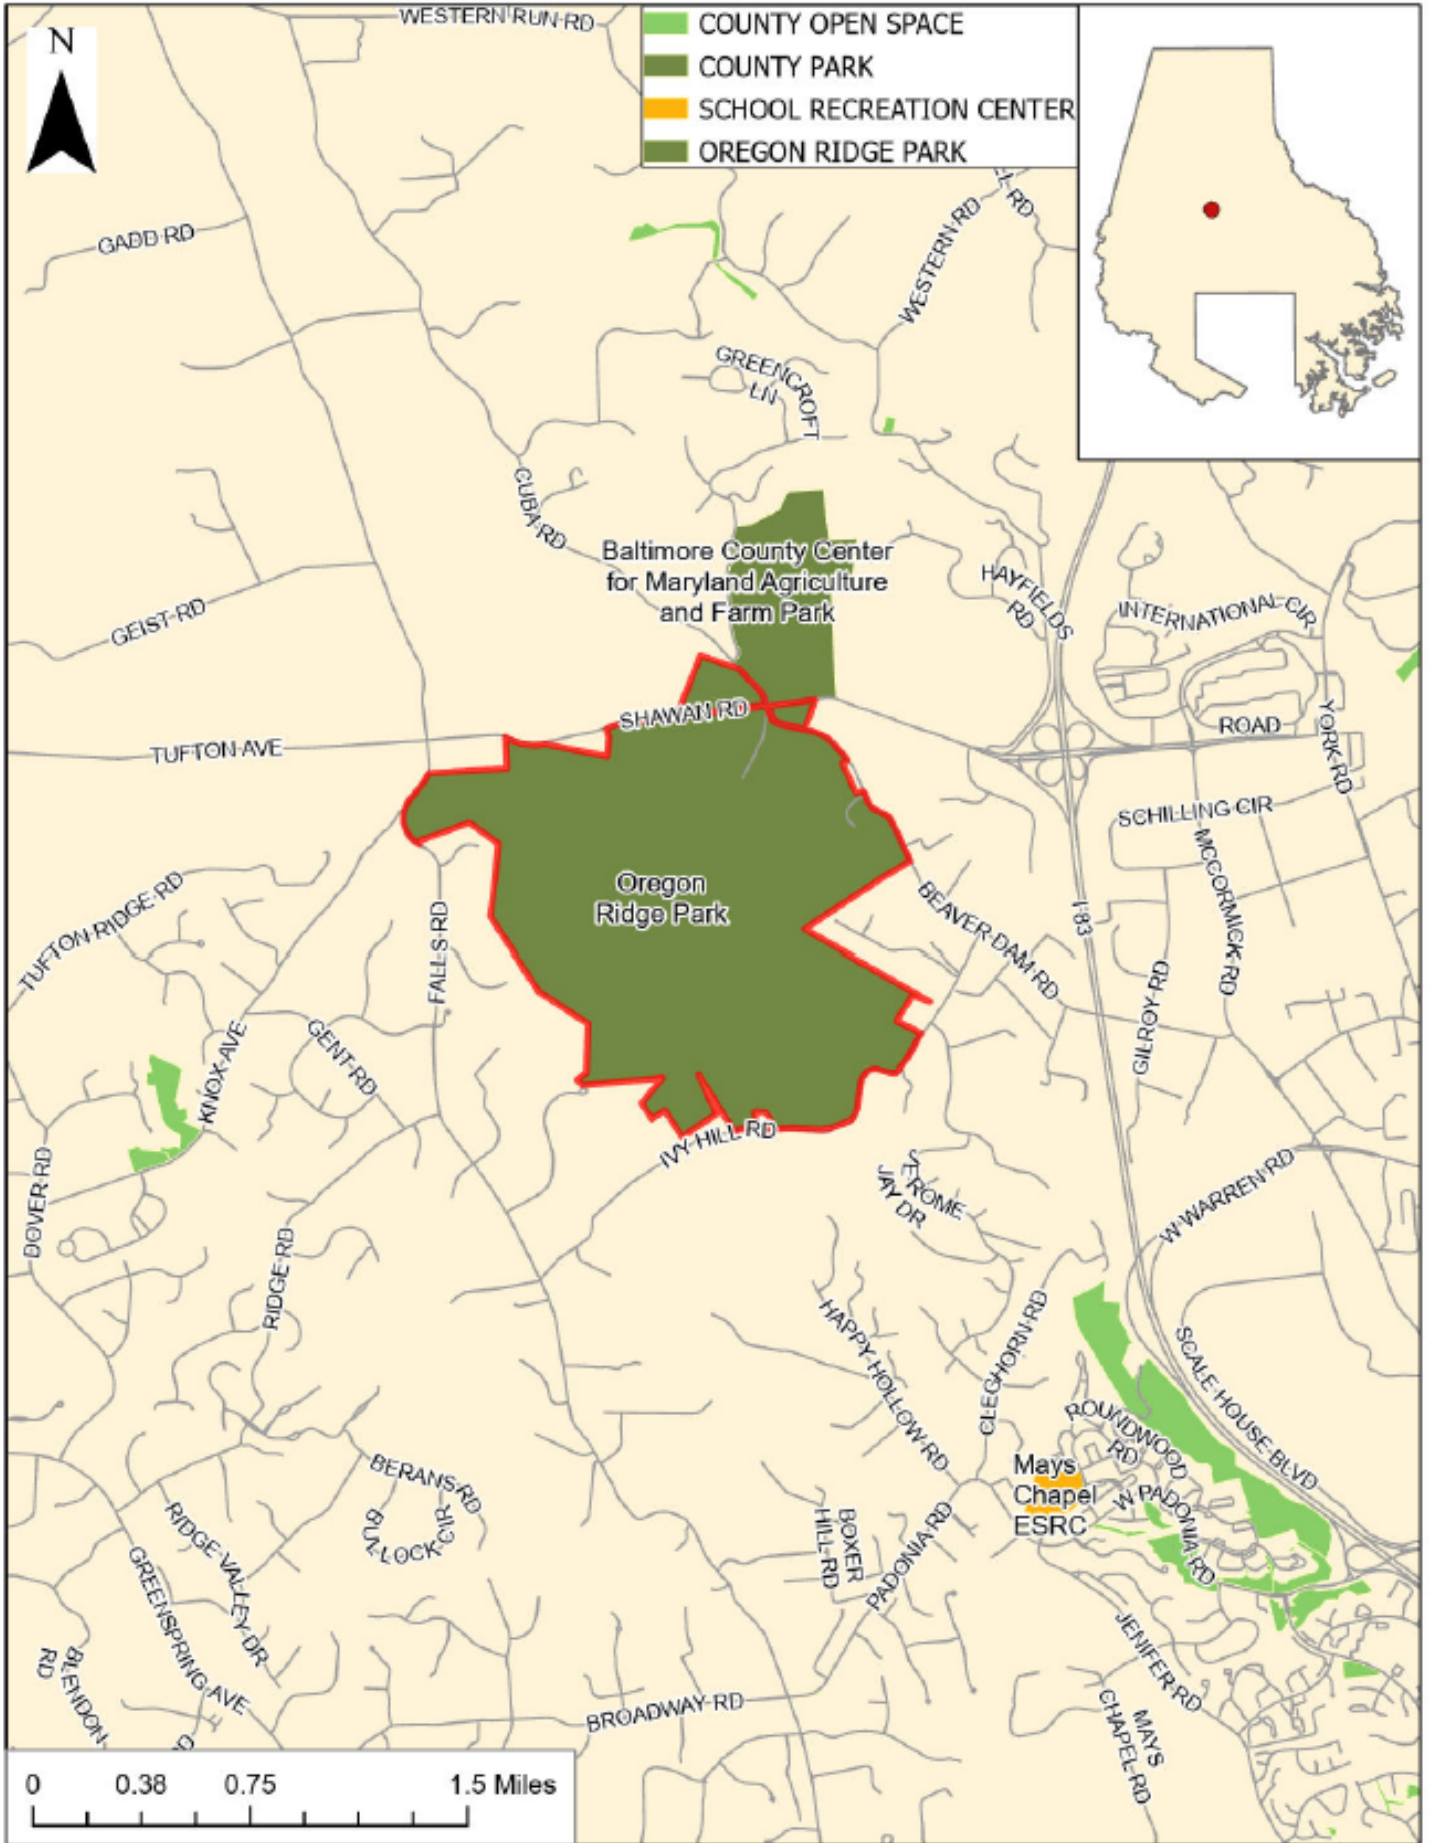 WESTERN RUN RD
N
COUNTY OPEN SPACE
COUNTY PARK
SCHOOL RECREATION CENTER
OREGON RIDGE PARK
L RD
WESTERN RD
GADD RD
GREENCROFT
LN
CUBA RD
Baltimore County Center
for Maryland Agriculture
and Farm Park
HAYFIELDS
RD
INTERNATIONAL CIR
GEIST RD
SHAWAN RD
ROAD
YORK RD
TUFTON AVE
SCHILLING CIR
MCCORMICK RD
Oregon
Ridge Park
TUFTON RIDGE RD
FALLS RD
BEAVER DAM RD
I 83
GILROY RD
KNOX AVE
GENT RD
IVY HILL RD
DOVER RD
JEROME
JAY DR
W WARREN RD
RIDGE RD
HAPPY HOLLOW RD
CLEGHORN RD
SCALE HOUSE BLVD
ROUNDWOOD
RD
Mays
Chapel
ESRC
W PADONIA RD
BERANS RD
BULLOCK CIR
BOXER
HILL RD
PADONIA RD
RIDGE VALLEY DR
GREENSPRING AVE
BLENDON
RD
JENIFER RD
MAYS
CHAPEL RD
BROADWAY RD
G
0 0.38 0.75 1.5 Miles